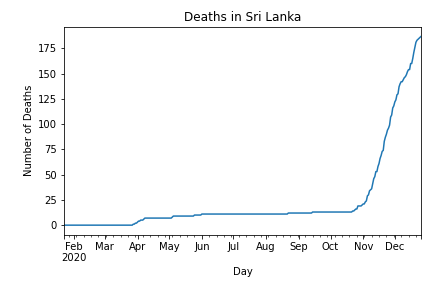 Deaths in Sri Lanka
Number of Deaths
175
150
125
100
75
50
25
0
Feb Mar Apr May Jun Jul Aug Sep Oct Nov Dec
2020
Day